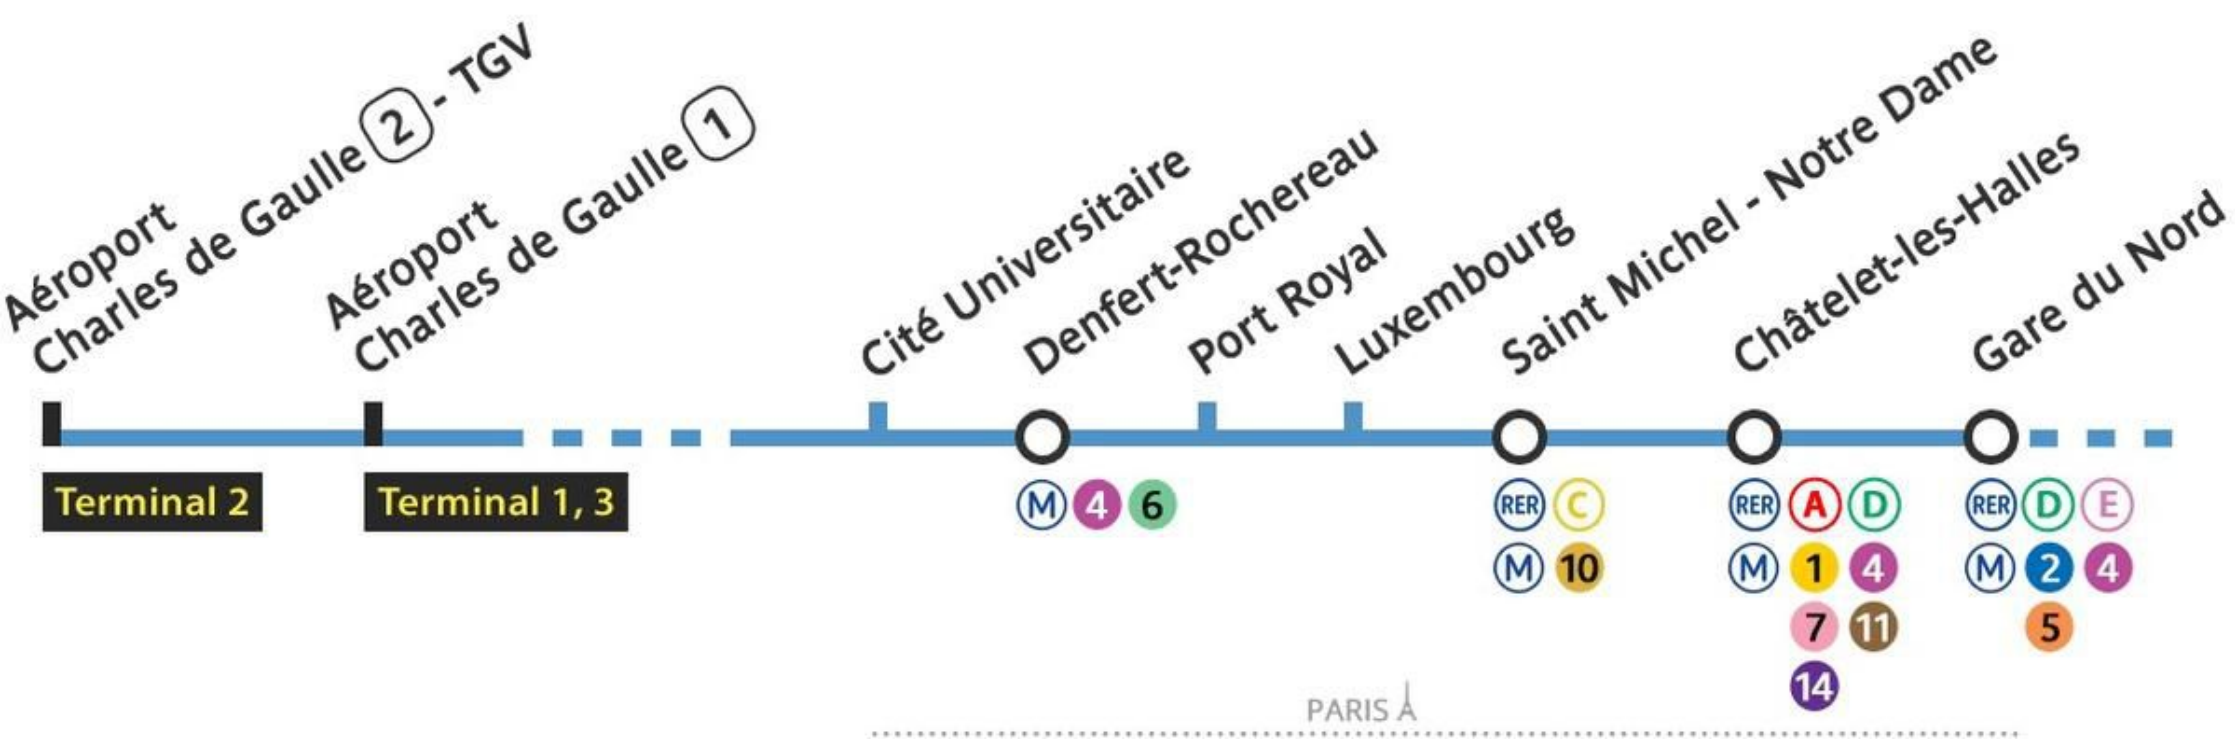 Aéroport
Charles de Gaulle 2 - TGV
Aéroport
Charles de Gaulle 1
Cité Universitaire
Denfert-Rochereau
Port Royal
Luxembourg
Saint Michel - Notre Dame
Châtelet-les-Halles
Gare du Nord
Terminal 2
Terminal 1, 3
M 4 6
RER C
M 10
RER A D
M 1 4
7 11
14
RER D E
M 2 4
5
PARIS